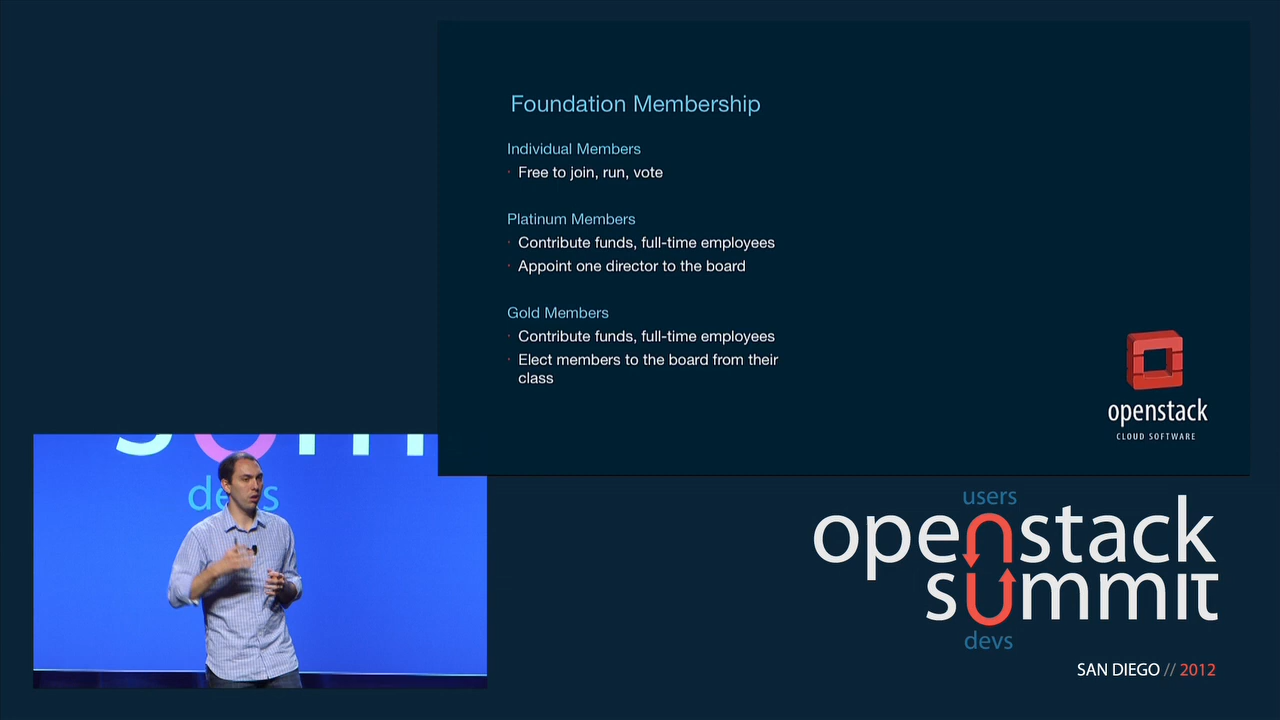 Foundation Membership
Individual Members
· Free to join, run, vote
Platinum Members
· Contribute funds, full-time employees
· Appoint one director to the board
Gold Members
· Contribute funds, full-time employees
· Elect members to the board from their
class
openstack
CLOUD SOFTWARE
users
openstack
summit
devs
SAN DIEGO // 2012